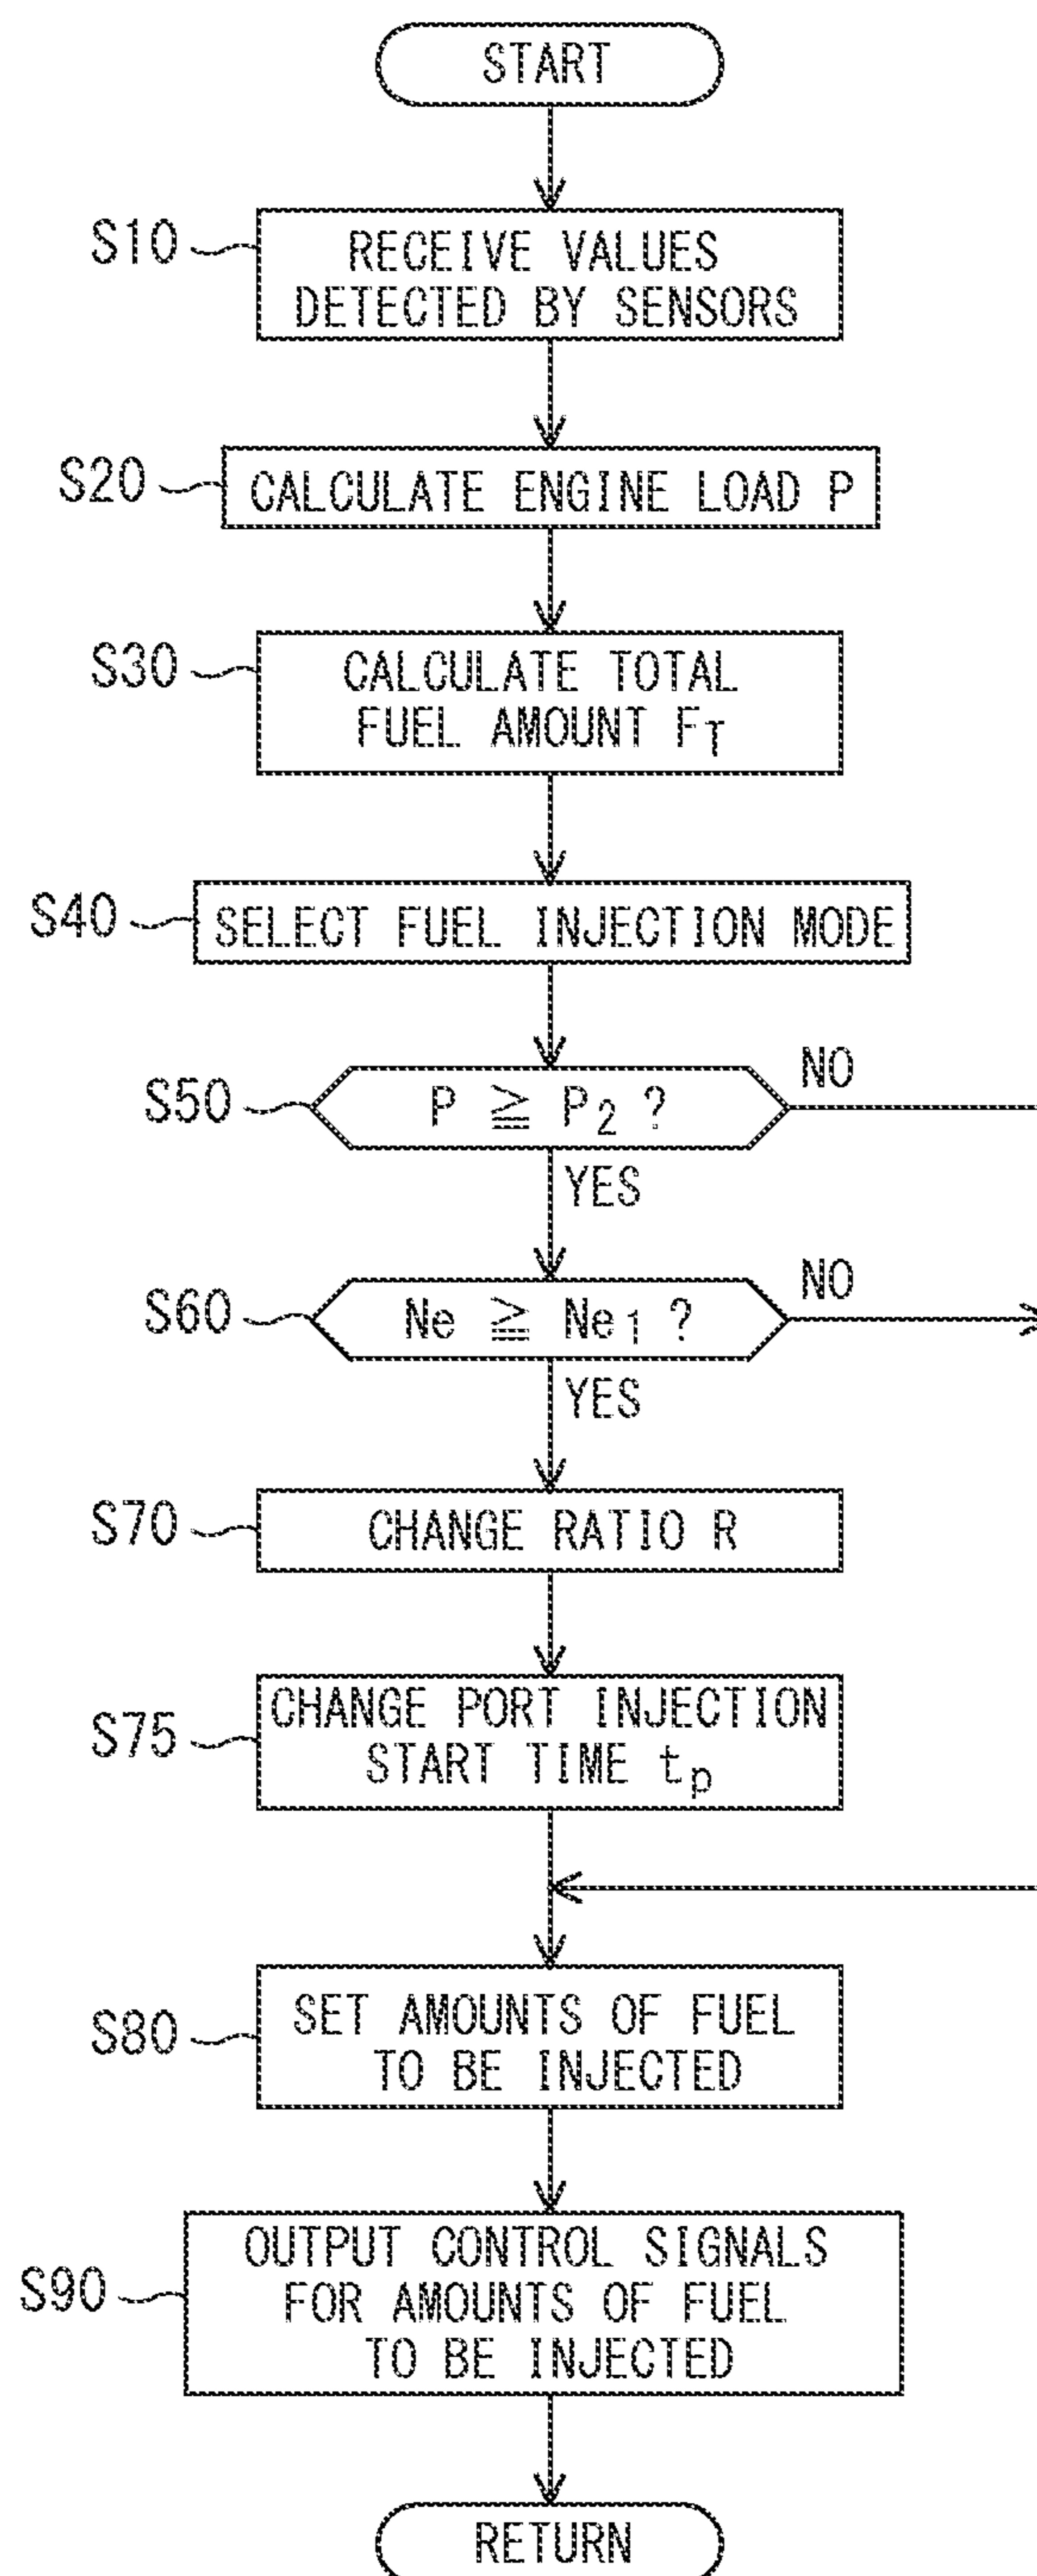 START
S10
RECEIVE VALUES
DETECTED BY SENSORS
S20
CALCULATE ENGINE LOAD P
S30
CALCULATE TOTAL
FUEL AMOUNT F_T
S40
SELECT FUEL INJECTION MODE
S50
P ≧ P₂ ?
NO
YES
S60
Ne ≧ Ne₁ ?
NO
YES
S70
CHANGE RATIO R
S75
CHANGE PORT INJECTION
START TIME tₚ
S80
SET AMOUNTS OF FUEL
TO BE INJECTED
S90
OUTPUT CONTROL SIGNALS
FOR AMOUNTS OF FUEL
TO BE INJECTED
RETURN